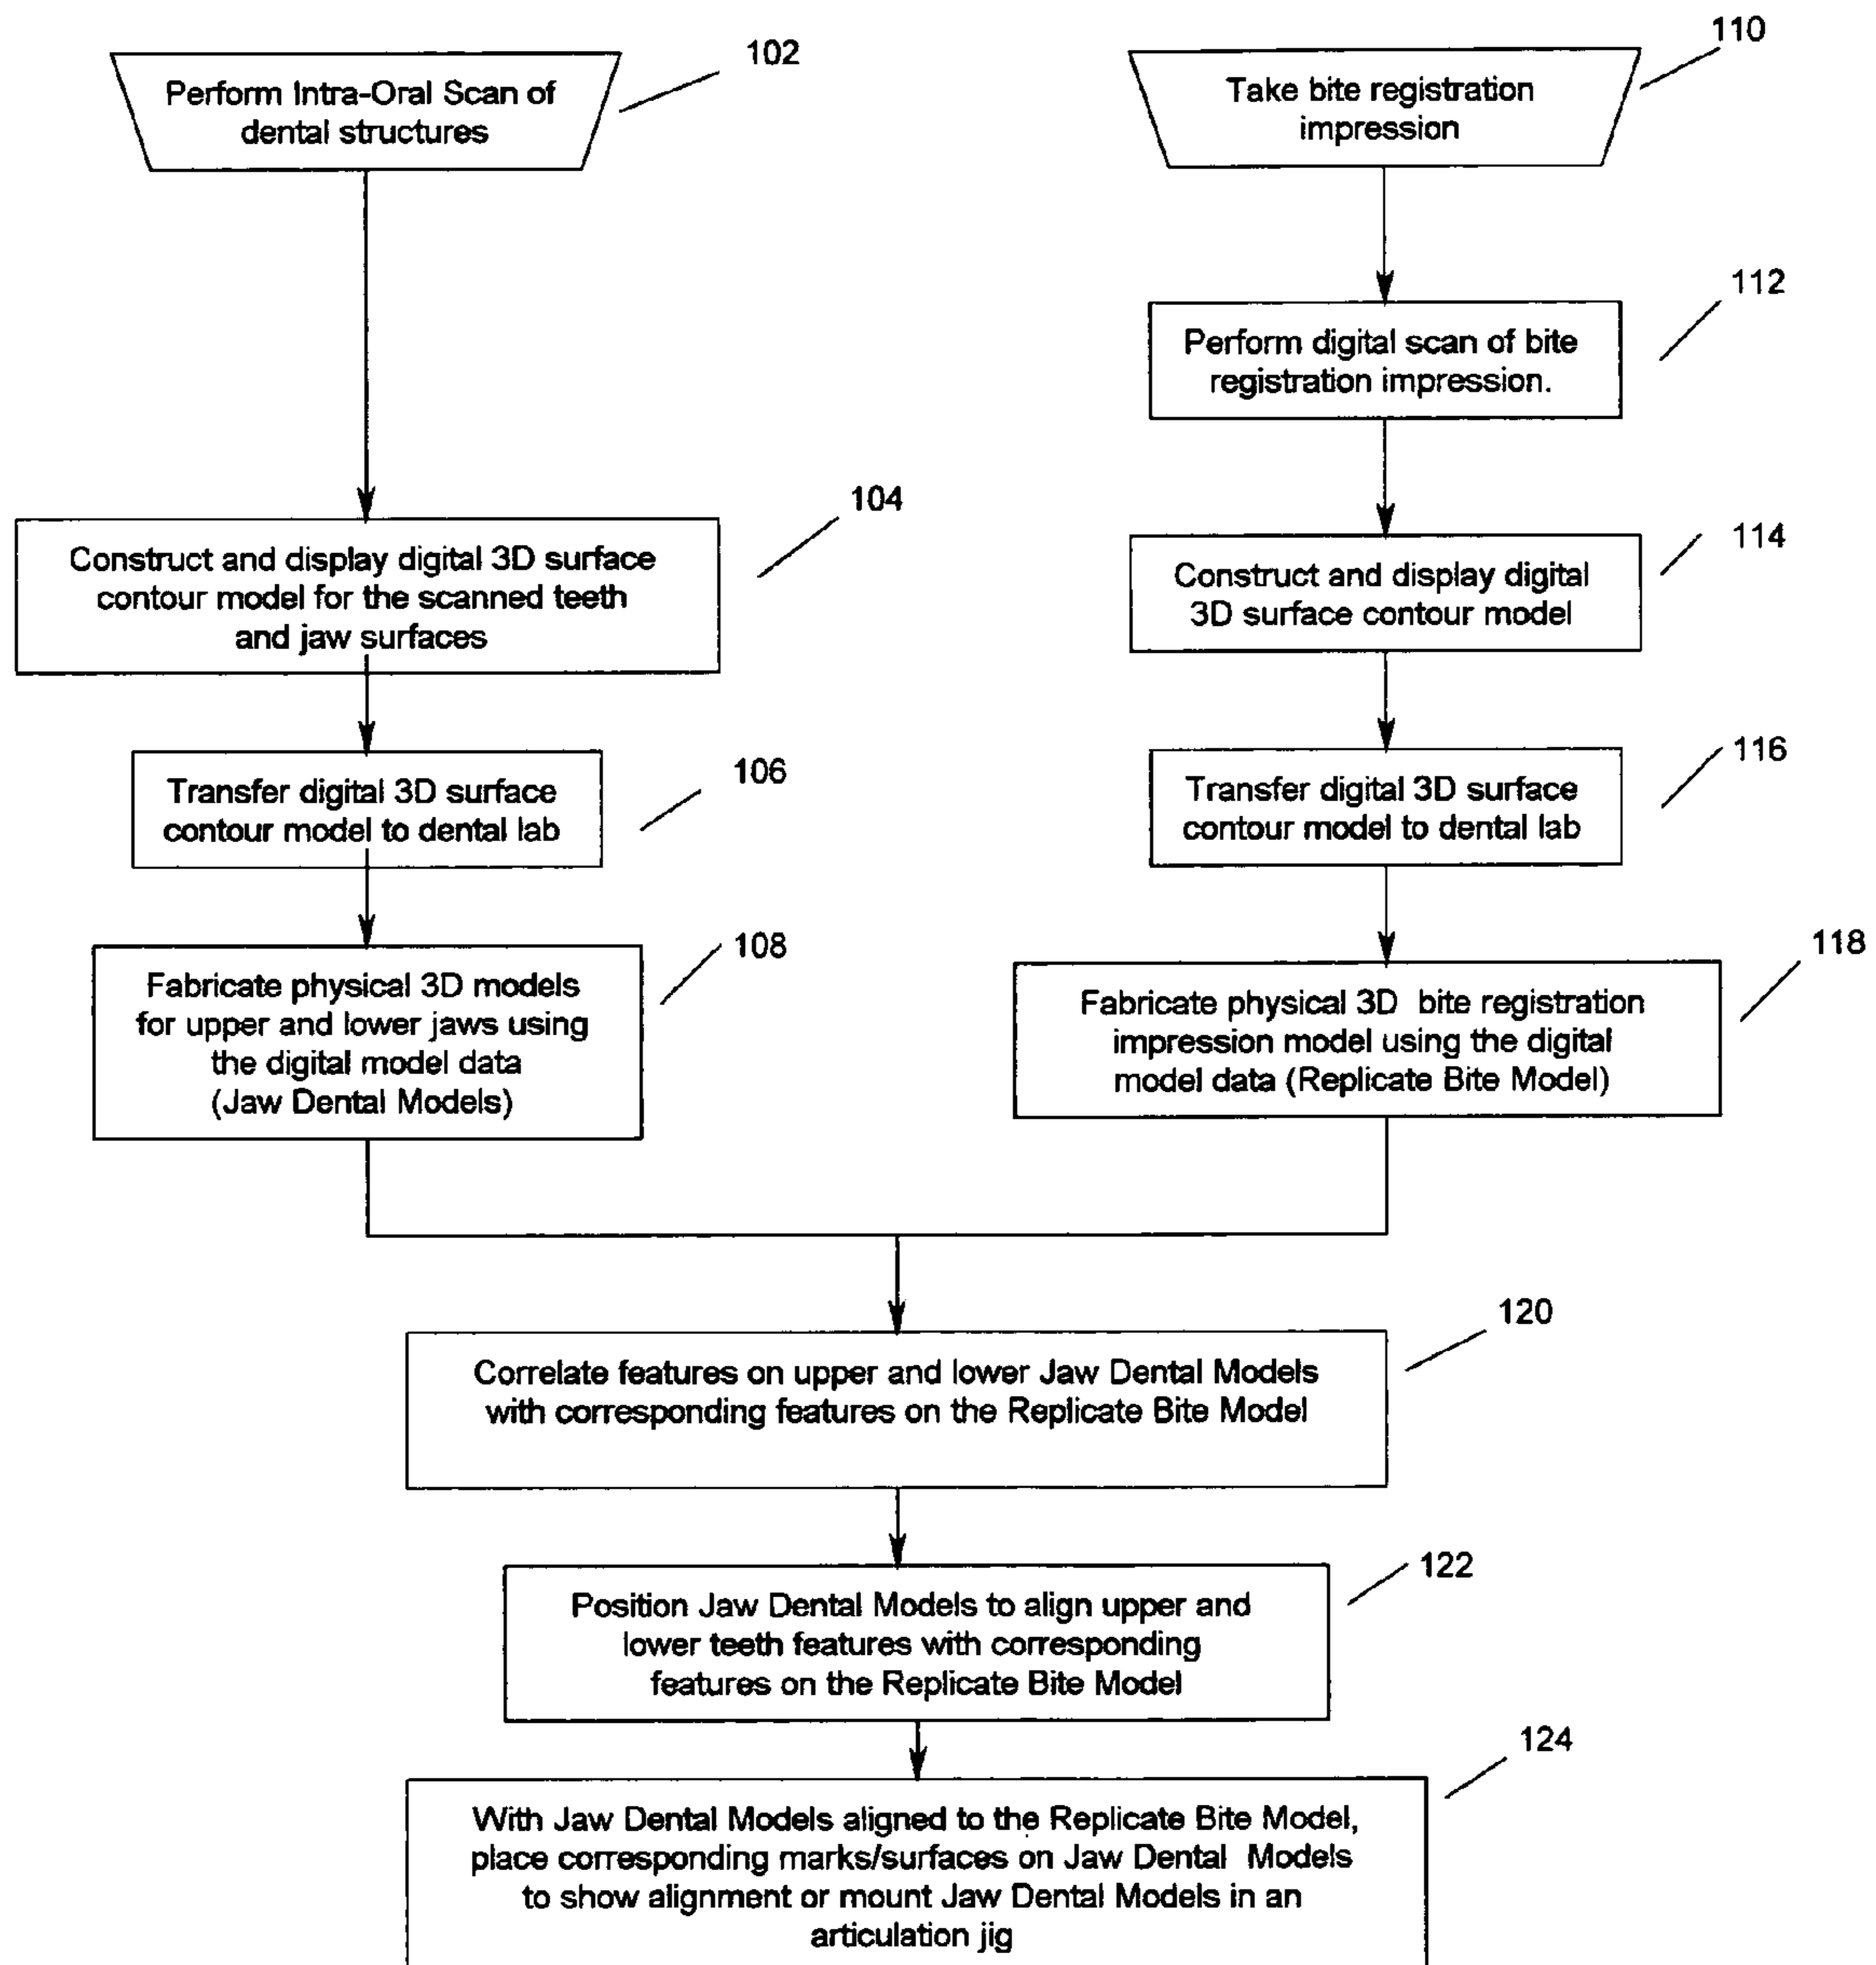 102
Perform Intra-Oral Scan of
dental structures
110
Take bite registration
impression
112
Perform digital scan of bite
registration impression.
104
Construct and display digital 3D surface
contour model for the scanned teeth
and jaw surfaces
114
Construct and display digital
3D surface contour model
106
Transfer digital 3D surface
contour model to dental lab
116
Transfer digital 3D surface
contour model to dental lab
108
Fabricate physical 3D models
for upper and lower jaws using
the digital model data
(Jaw Dental Models)
118
Fabricate physical 3D bite registration
impression model using the digital
model data (Replicate Bite Model)
120
Correlate features on upper and lower Jaw Dental Models
with corresponding features on the Replicate Bite Model
122
Position Jaw Dental Models to align upper and
lower teeth features with corresponding
features on the Replicate Bite Model
124
With Jaw Dental Models aligned to the Replicate Bite Model,
place corresponding marks/surfaces on Jaw Dental Models
to show alignment or mount Jaw Dental Models in an
articulation jig